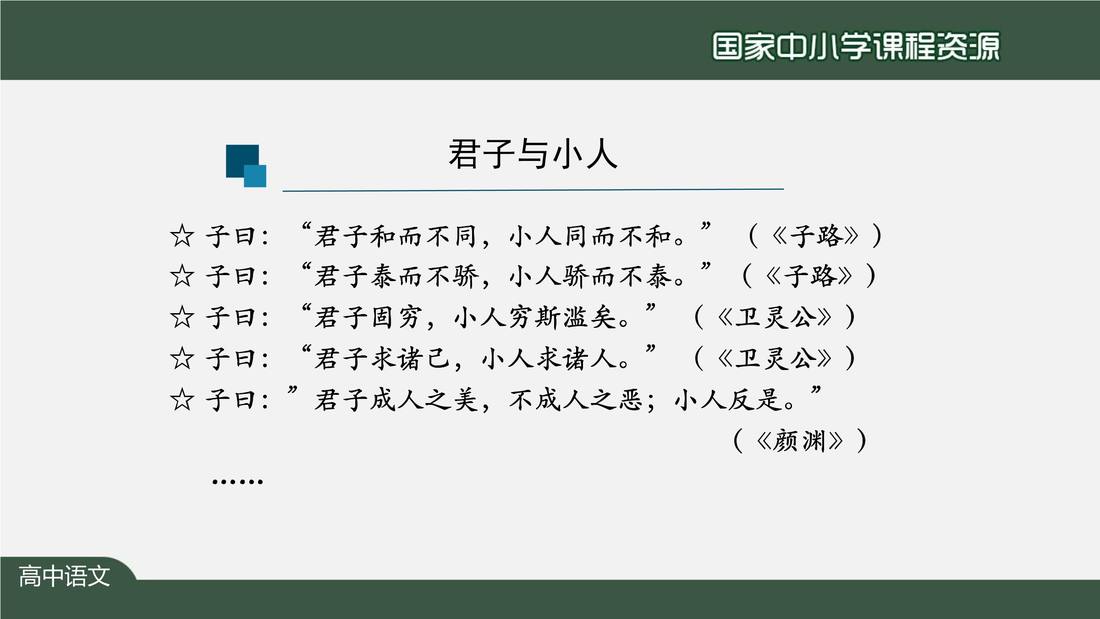 国家中小学课程资源
君子与小人
☆ 子曰：“君子和而不同，小人同而不和。”（《子路》）
☆ 子曰：“君子泰而不骄，小人骄而不泰。”（《子路》）
☆ 子曰：“君子固穷，小人穷斯滥矣。”（《卫灵公》）
☆ 子曰：“君子求诸己，小人求诸人。”（《卫灵公》）
☆ 子曰：”君子成人之美，不成人之恶；小人反是。”
（《颜渊》）
……
高中语文